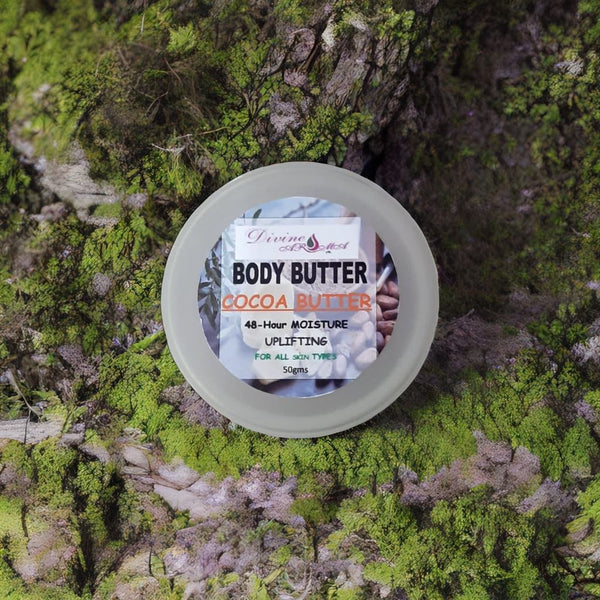 Divine
AROMA
BODY BUTTER
COCOA BUTTER
48-Hour MOISTURE
UPLIFTING
FOR ALL SKIN TYPES
50gms